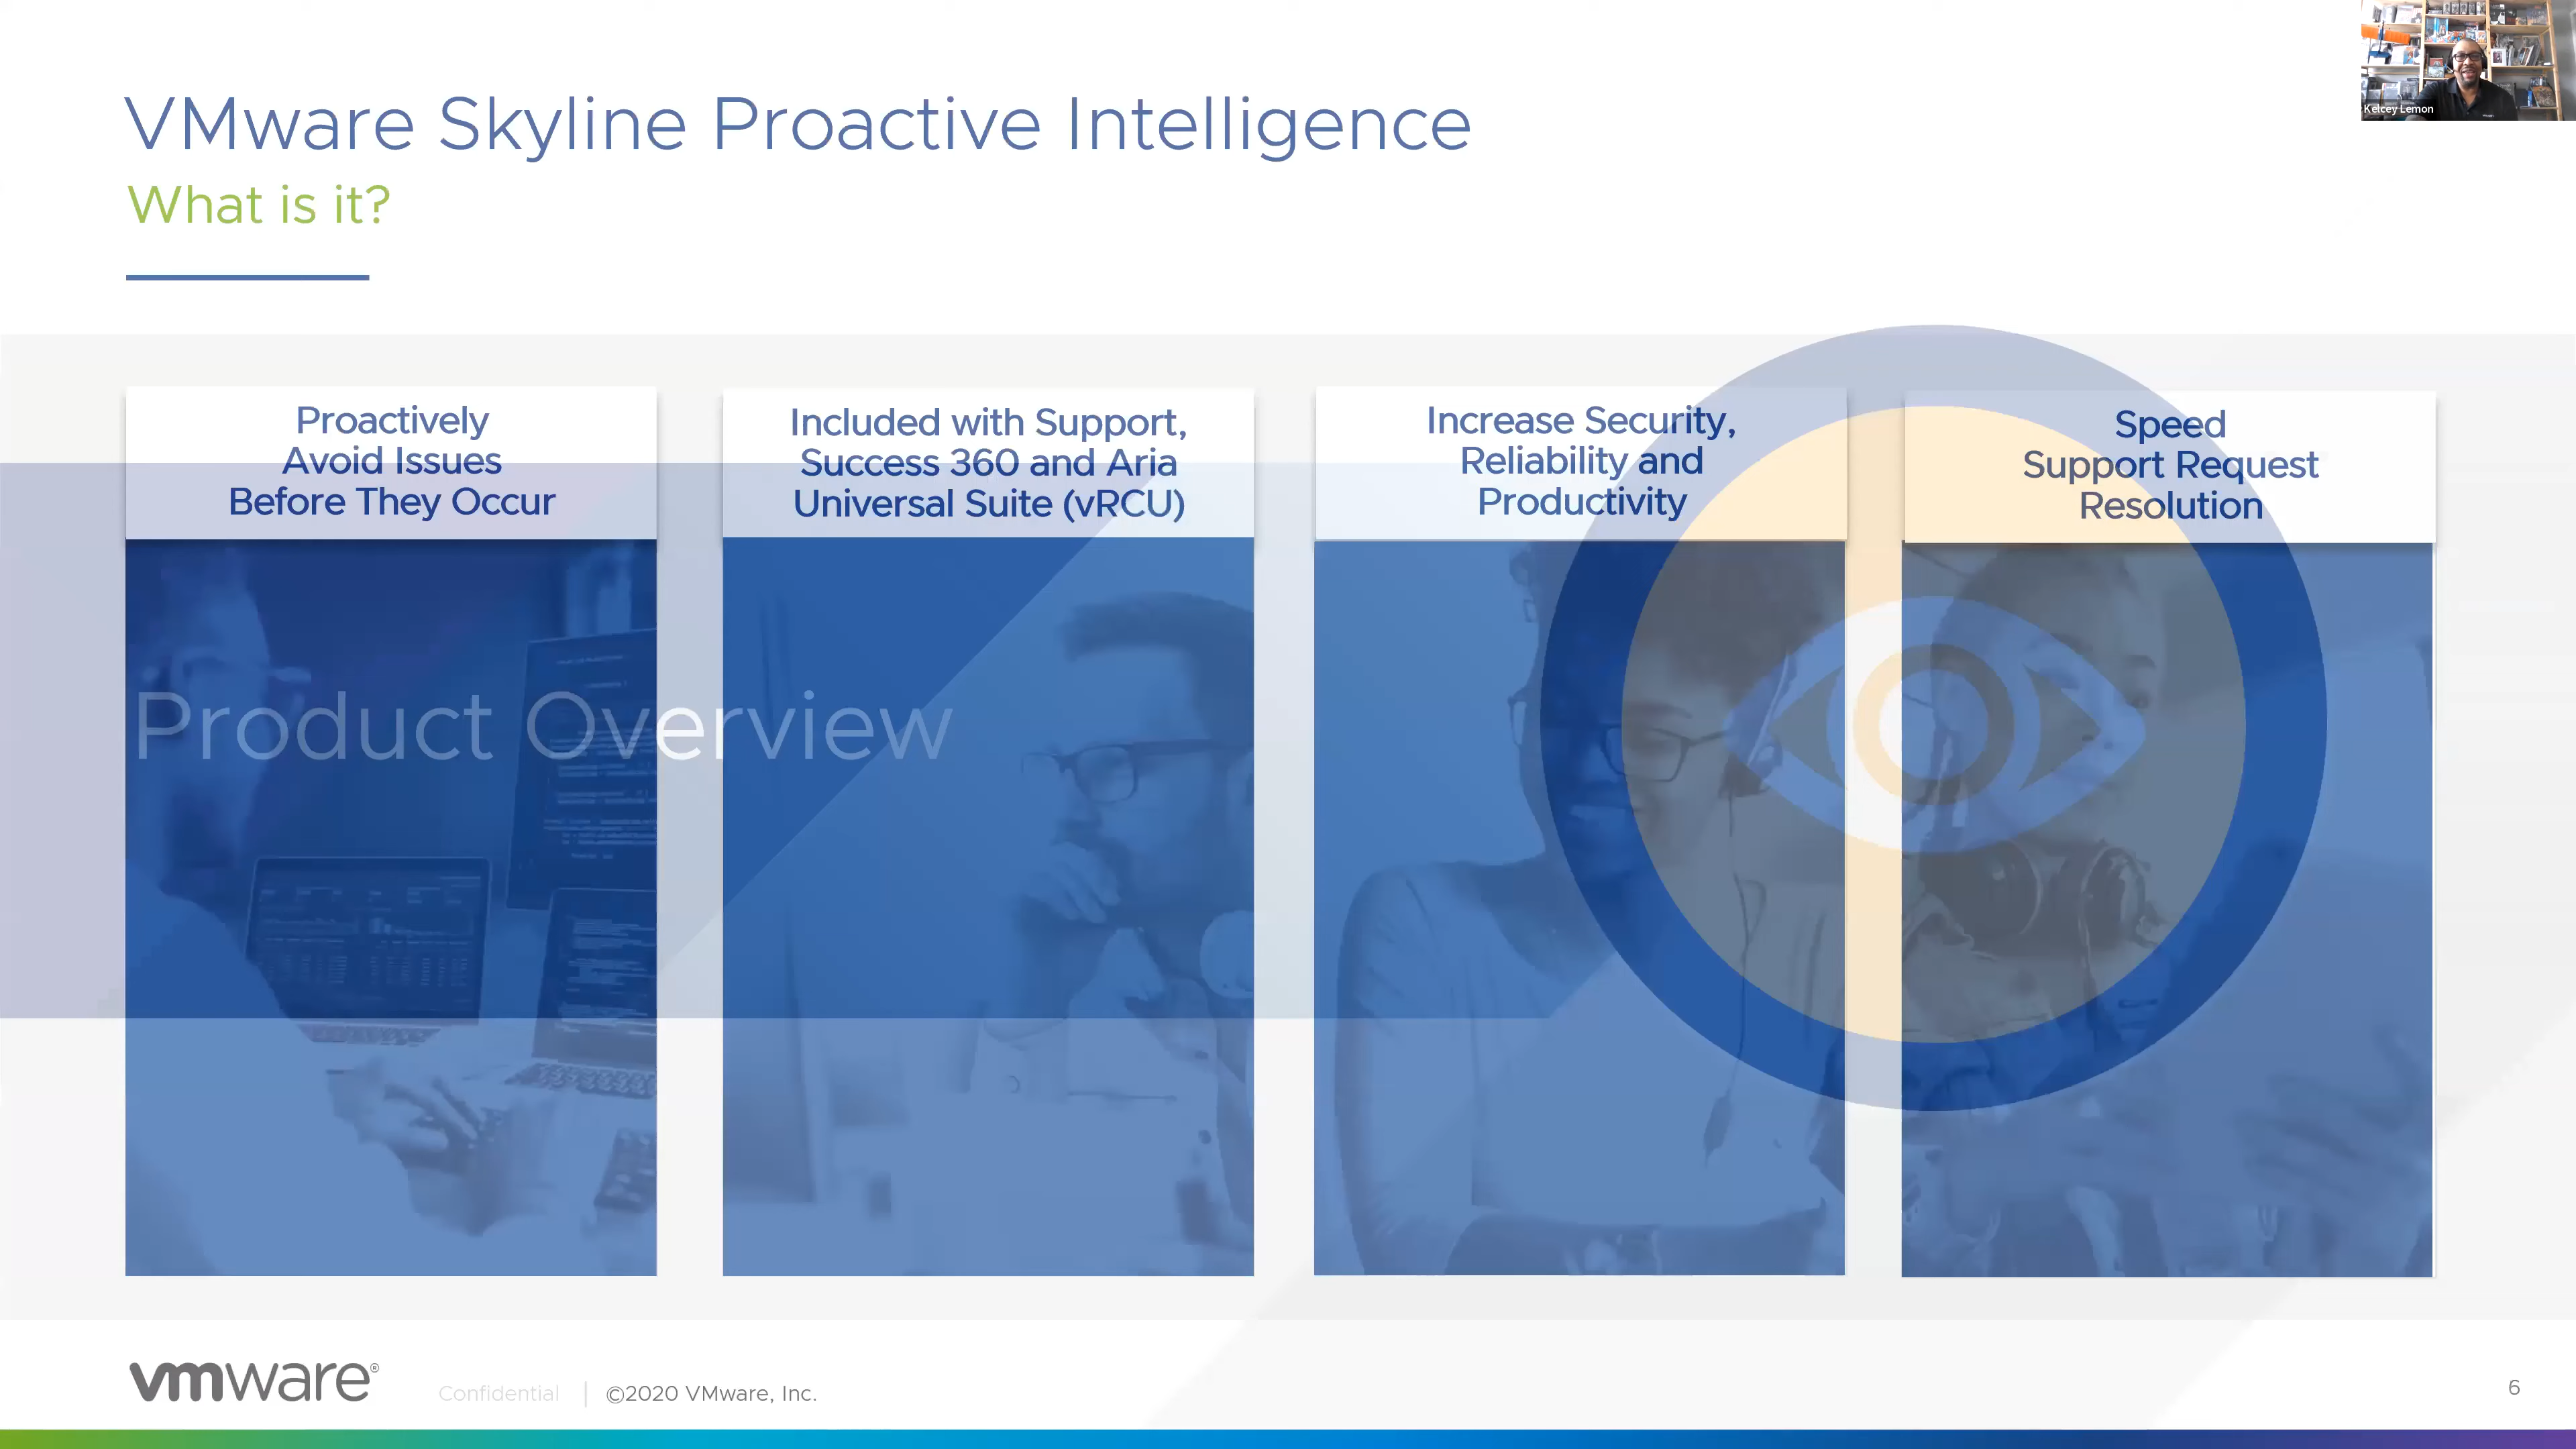 Kelcey Lemon
VMware Skyline Proactive Intelligence
What is it?
Proactively
Avoid Issues
Before They Occur
Included with Support,
Success 360 and Aria
Universal Suite (vRCU)
Increase Security,
Reliability and
Productivity
Speed
Support Request
Resolution
Product Overview
vmware®
Confidential | ©2020 VMware, Inc.
6